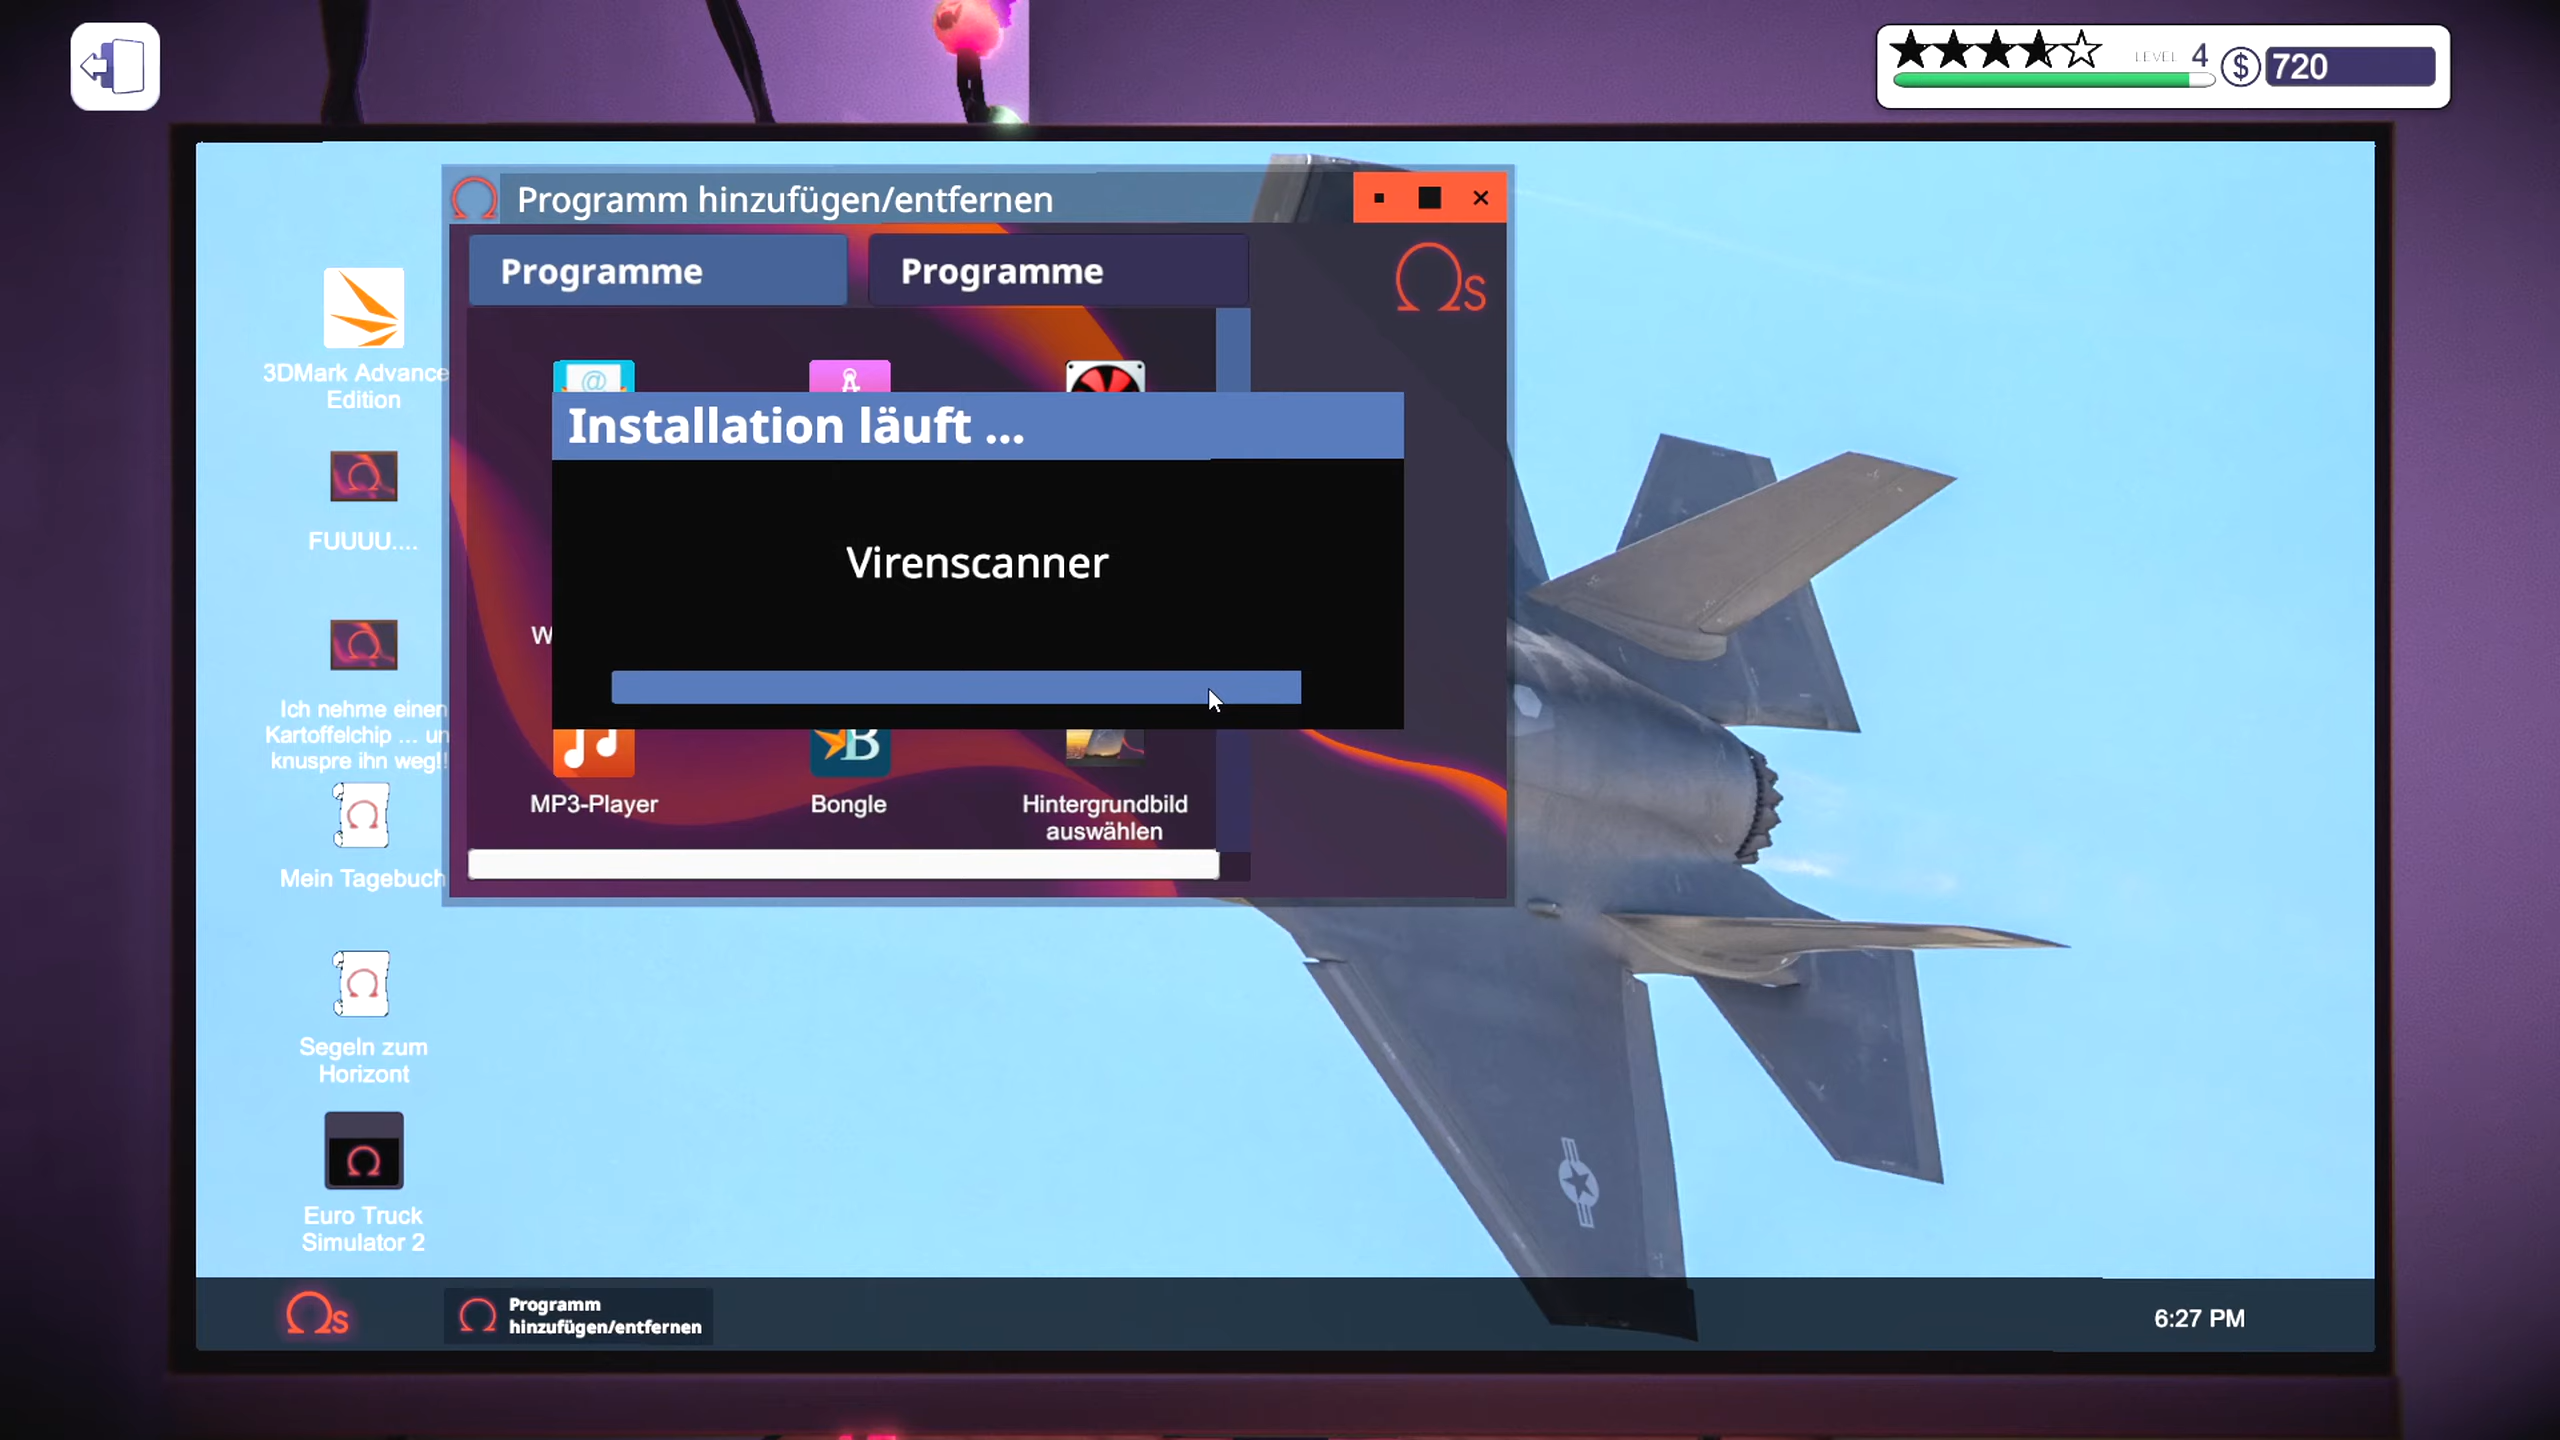 LEVEL 4
$ 720
Programm hinzufügen/entfernen
Programme
Programme
Ωs
3DMark Advance
Edition
FUUUU....
Ich nehme einen
Kartoffelchip ... un
knuspre ihn weg!!
Mein Tagebuch
Segeln zum
Horizont
Euro Truck
Simulator 2
Installation läuft ...
Virenscanner
W
MP3-Player
Bongle
Hintergrundbild
auswählen
Ωs
Programm
hinzufügen/entfernen
6:27 PM